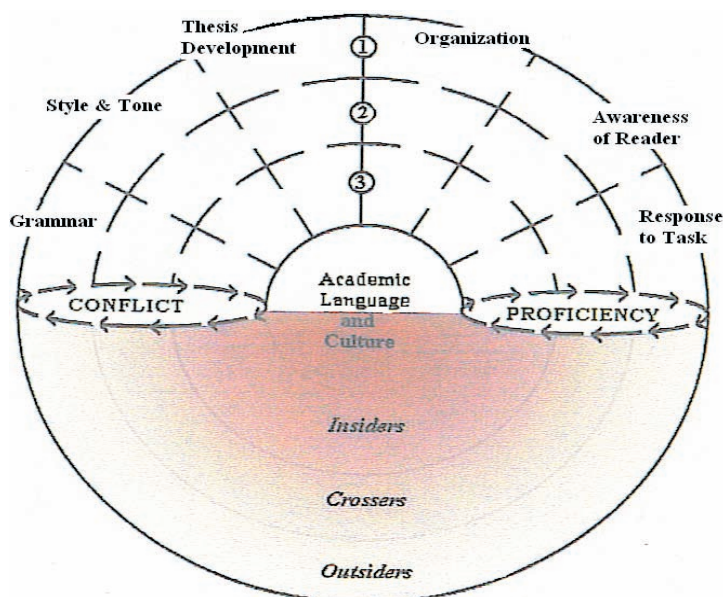 Thesis
Development
Organization
1
Style & Tone
2
Awareness
of Reader
3
Grammar
Response
to Task
Academic
Language
and
Culture
CONFLICT
PROFICIENCY
Insiders
Crossers
Outsiders